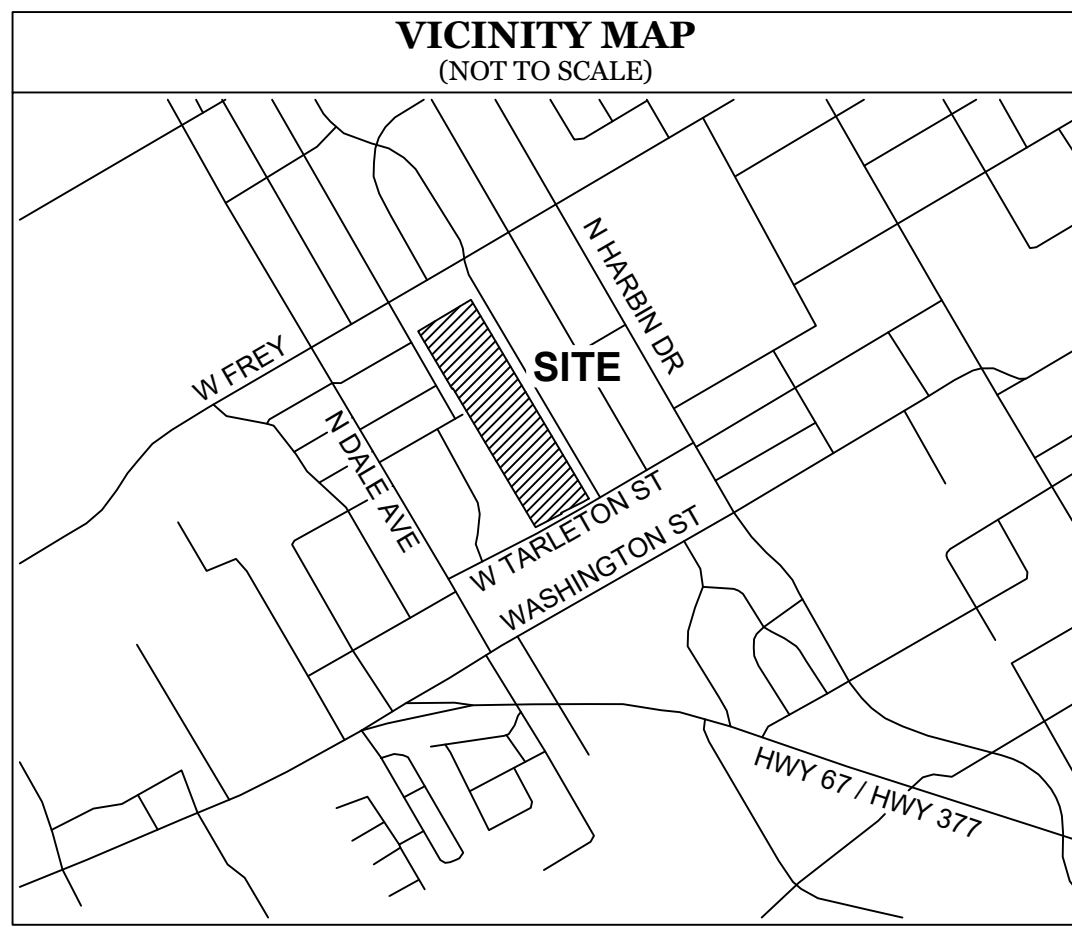 VICINITY MAP
(NOT TO SCALE)
N HARBIN DR
W FREY
SITE
N DALE AVE
W TARLETON ST
WASHINGTON ST
HWY 67 / HWY 377